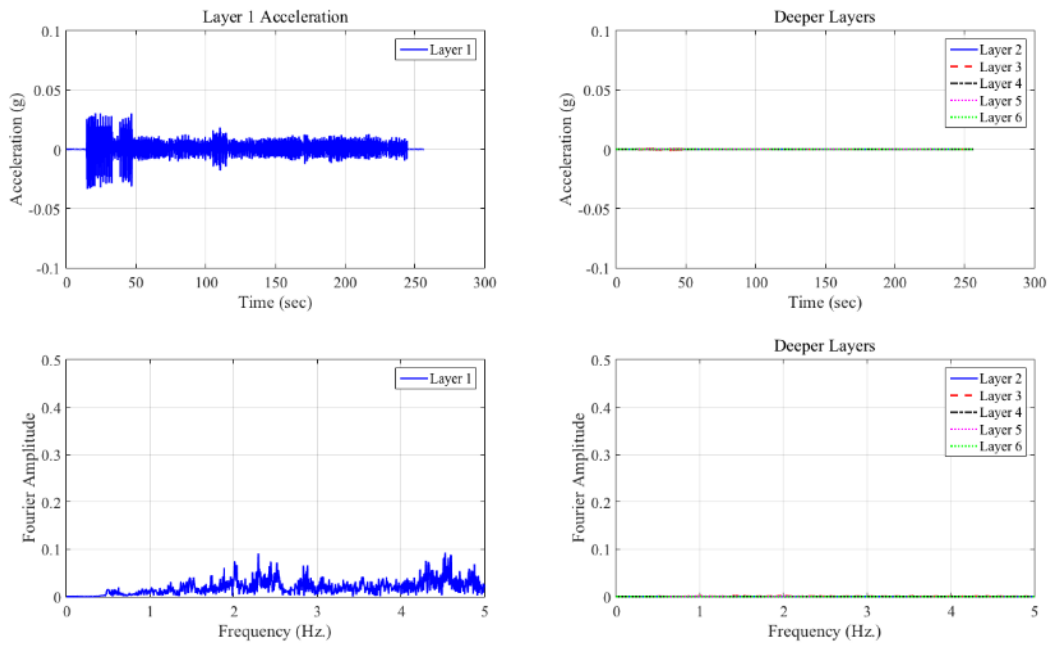 Layer 1 Acceleration
0.1
0.05
0
-0.05
-0.1
Acceleration (g)
Layer 1
0 50 100 150 200 250 300
Time (sec)
Deeper Layers
0.1
0.05
0
-0.05
-0.1
Acceleration (g)
Layer 2
Layer 3
Layer 4
Layer 5
Layer 6
0 50 100 150 200 250 300
Time (sec)
0.5
0.4
0.3
0.2
0.1
0
Fourier Amplitude
Layer 1
0 1 2 3 4 5
Frequency (Hz.)
Deeper Layers
0.5
0.4
0.3
0.2
0.1
0
Fourier Amplitude
Layer 2
Layer 3
Layer 4
Layer 5
Layer 6
0 1 2 3 4 5
Frequency (Hz.)